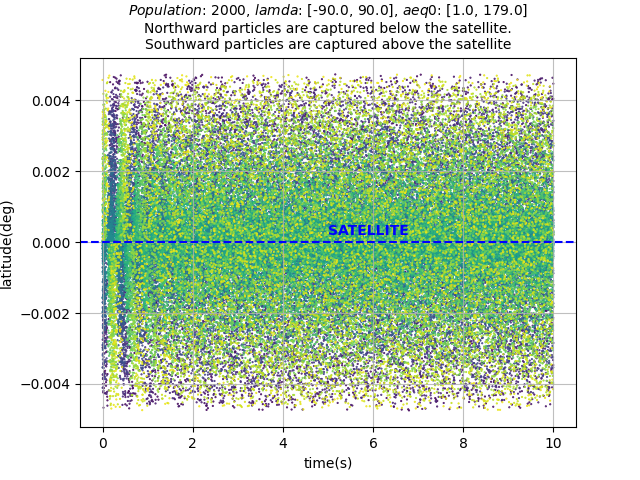 Population: 2000, lamda: [-90.0, 90.0], aeq0: [1.0, 179.0]
Northward particles are captured below the satellite.
Southward particles are captured above the satellite
latitude(deg)
0.004
0.002
0.000
−0.002
−0.004
SATELLITE
0 2 4 6 8 10
time(s)